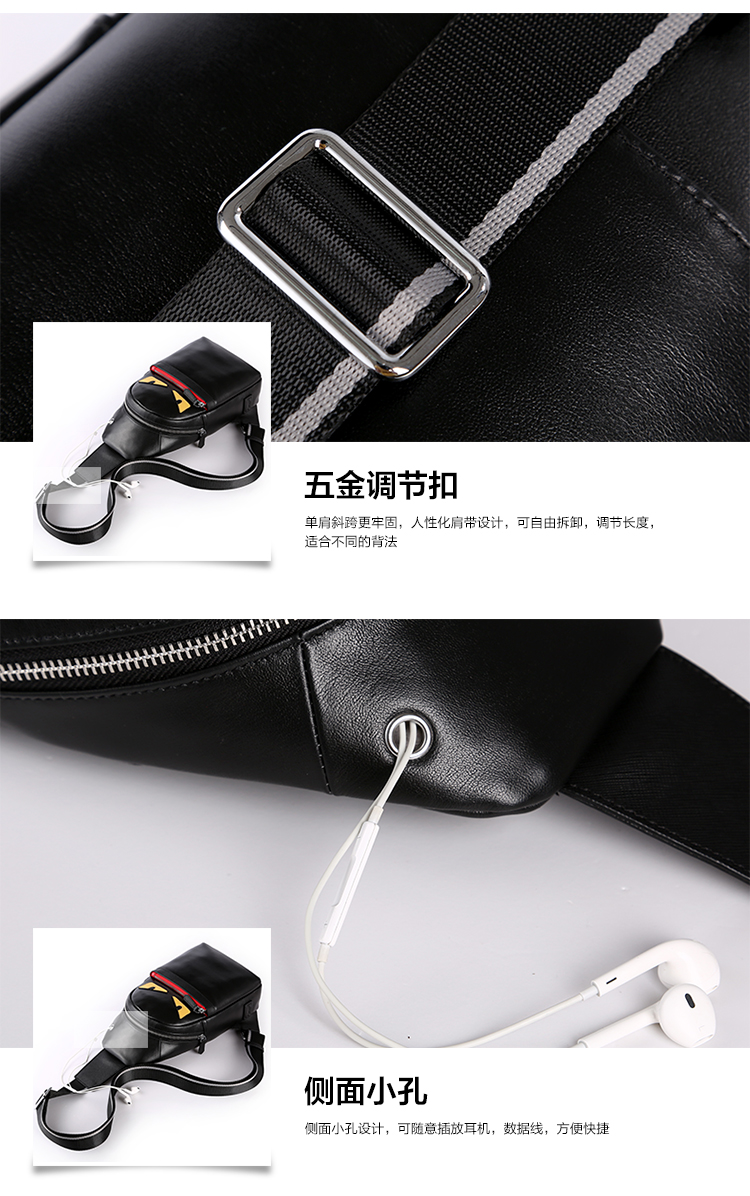 五金调节扣
单肩斜跨更牢固，人性化肩带设计，可自由拆卸，调节长度，
适合不同的背法
侧面小孔
侧面小孔设计，可随意插放耳机，数据线，方便快捷